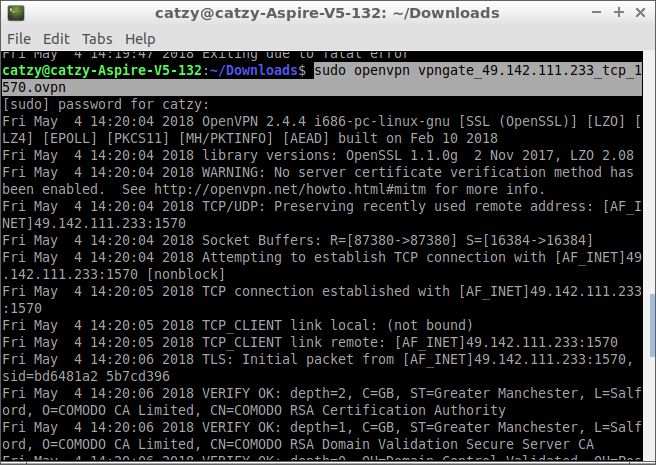 catzy@catzy-Aspire-V5-132: ~/Downloads
File Edit Tabs Help
Fri May  4 14:19:47 2018 Exiting due to fatal error
catzy@catzy-Aspire-V5-132:~/Downloads$ sudo openvpn vpngate_49.142.111.233_tcp_1
570.ovpn
[sudo] password for catzy:
Fri May  4 14:20:04 2018 OpenVPN 2.4.4 i686-pc-linux-gnu [SSL (OpenSSL)] [LZO] [
LZ4] [EPOLL] [PKCS11] [MH/PKTINFO] [AEAD] built on Feb 10 2018
Fri May  4 14:20:04 2018 library versions: OpenSSL 1.1.0g  2 Nov 2017, LZO 2.08
Fri May  4 14:20:04 2018 WARNING: No server certificate verification method has
been enabled.  See http://openvpn.net/howto.html#mitm for more info.
Fri May  4 14:20:04 2018 TCP/UDP: Preserving recently used remote address: [AF_I
NET]49.142.111.233:1570
Fri May  4 14:20:04 2018 Socket Buffers: R=[87380->87380] S=[16384->16384]
Fri May  4 14:20:04 2018 Attempting to establish TCP connection with [AF_INET]49
.142.111.233:1570 [nonblock]
Fri May  4 14:20:05 2018 TCP connection established with [AF_INET]49.142.111.233
:1570
Fri May  4 14:20:05 2018 TCP_CLIENT link local: (not bound)
Fri May  4 14:20:05 2018 TCP_CLIENT link remote: [AF_INET]49.142.111.233:1570
Fri May  4 14:20:06 2018 TLS: Initial packet from [AF_INET]49.142.111.233:1570,
sid=bd6481a2 5b7cd396
Fri May  4 14:20:06 2018 VERIFY OK: depth=2, C=GB, ST=Greater Manchester, L=Salf
ord, O=COMODO CA Limited, CN=COMODO RSA Certification Authority
Fri May  4 14:20:06 2018 VERIFY OK: depth=1, C=GB, ST=Greater Manchester, L=Salf
ord, O=COMODO CA Limited, CN=COMODO RSA Domain Validation Secure Server CA
Fri May  4 14:20:06 2018 VERIFY OK: depth=0, OU=Domain Control Validated, OU=Pos